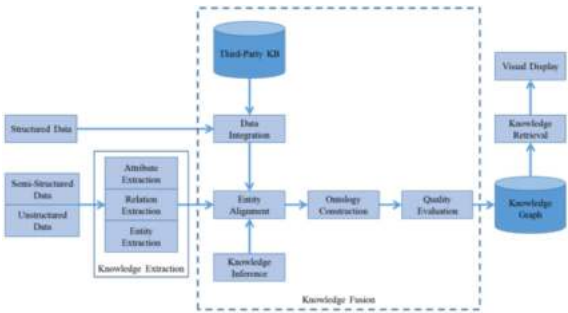 Third-Party KB
Visual Display
Structured Data
Data
Integration
Knowledge
Retrieval
Semi-Structured
Data
Unstructured
Data
Attribute
Extraction
Relation
Extraction
Entity
Extraction
Knowledge Extraction
Entity
Alignment
Ontology
Construction
Quality
Evaluation
Knowledge
Graph
Knowledge
Inference
Knowledge Fusion